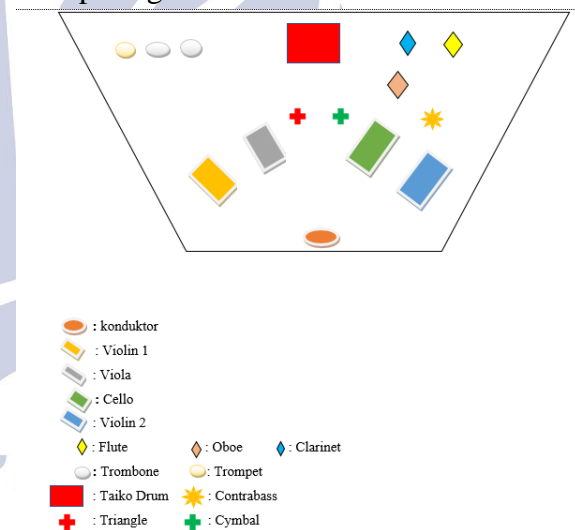 : konduktor
: Violin 1
: Viola
: Cello
: Violin 2
: Flute : Oboe : Clarinet
: Trombone : Trompet
: Taiko Drum : Contrabass
: Triangle : Cymbal